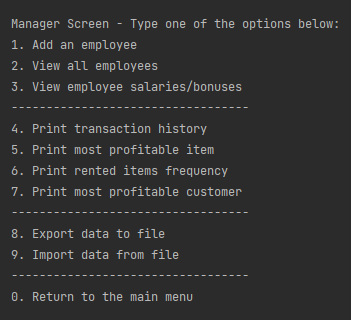 Manager Screen - Type one of the options below:
1. Add an employee
2. View all employees
3. View employee salaries/bonuses
----------------------------------
4. Print transaction history
5. Print most profitable item
6. Print rented items frequency
7. Print most profitable customer
----------------------------------
8. Export data to file
9. Import data from file
----------------------------------
0. Return to the main menu